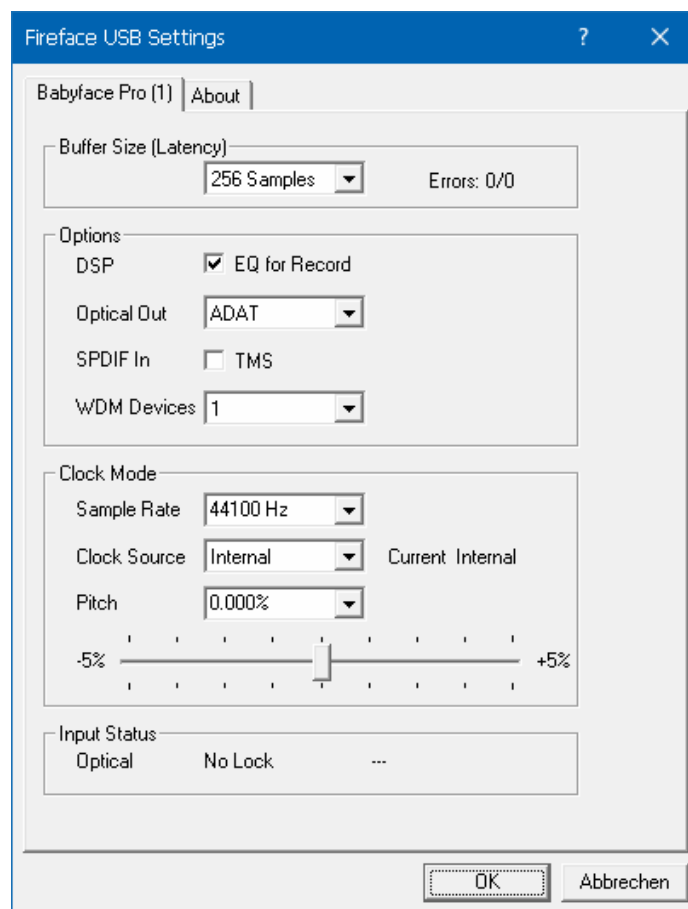 Fireface USB Settings ? ×
Babyface Pro (1) About
Buffer Size (Latency)
256 Samples Errors: 0/0
Options
DSP EQ for Record
Optical Out ADAT
SPDIF In TMS
WDM Devices 1
Clock Mode
Sample Rate 44100 Hz
Clock Source Internal Current Internal
Pitch 0.000%
-5% +5%
Input Status
Optical No Lock ---
OK Abbrechen